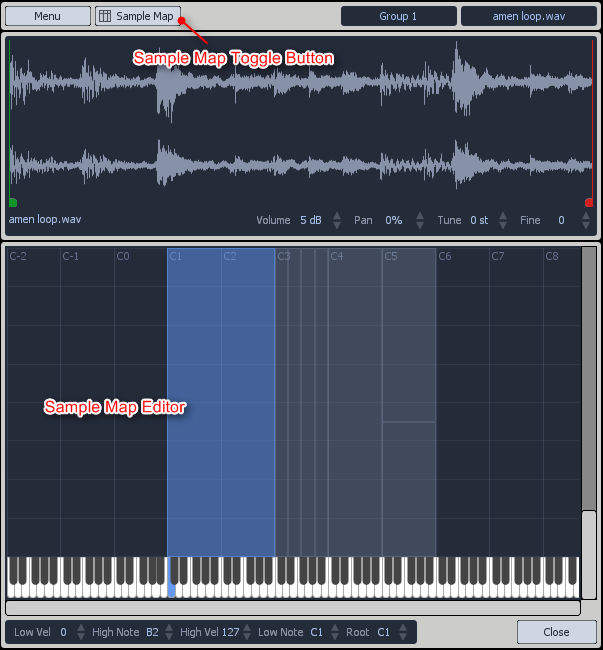 Menu Sample Map Group 1 amen loop.wav
Sample Map Toggle Button
amen loop.wav Volume 5 dB Pan 0% Tune 0 st Fine 0
C-2 C-1 C0 C1 C2 C3 C4 C5 C6 C7 C8
Sample Map Editor
Low Vel 0 High Note B2 High Vel 127 Low Note C1 Root C1 Close